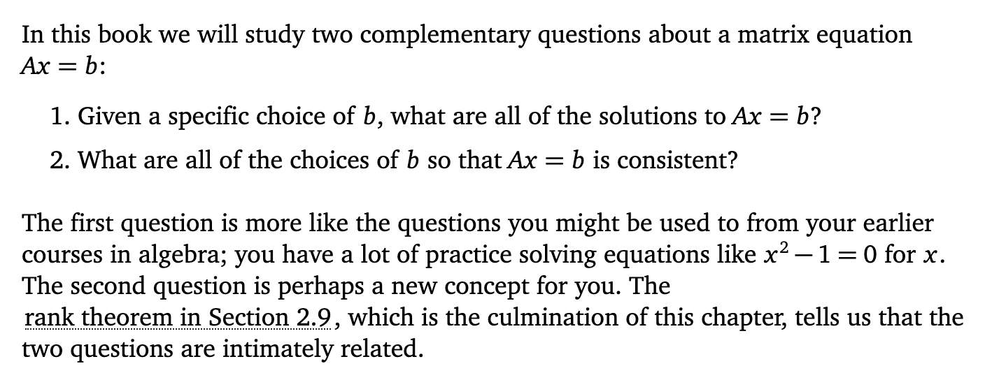 In this book we will study two complementary questions about a matrix equation
Ax = b:
1. Given a specific choice of b, what are all of the solutions to Ax = b?
2. What are all of the choices of b so that Ax = b is consistent?
The first question is more like the questions you might be used to from your earlier
courses in algebra; you have a lot of practice solving equations like x² − 1 = 0 for x.
The second question is perhaps a new concept for you. The
rank theorem in Section 2.9, which is the culmination of this chapter, tells us that the
two questions are intimately related.